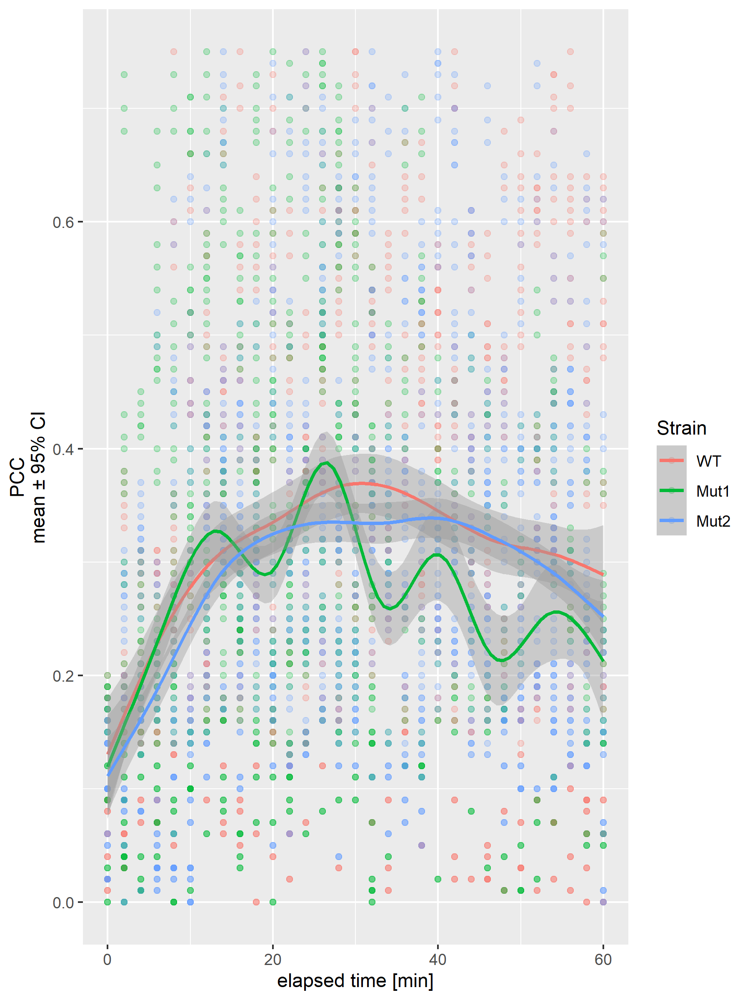 PCC
mean ± 95% CI
0.6
0.4
0.2
0.0
0
20
40
60
elapsed time [min]
Strain
WT
Mut1
Mut2